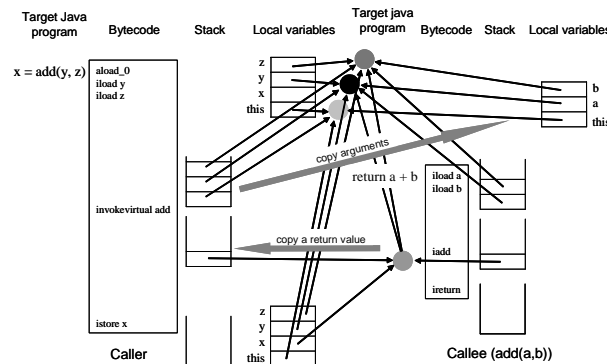 Target Java program
Bytecode
Stack
Local variables
Target java program
Bytecode
Stack
Local variables
x = add(y, z)
aload_0
iload y
iload z
invokevirtual add
istore x
z
y
x
this
b
a
this
copy arguments
return a + b
iload a
iload b
iadd
ireturn
copy a return value
z
y
x
this
Caller
Callee (add(a,b))